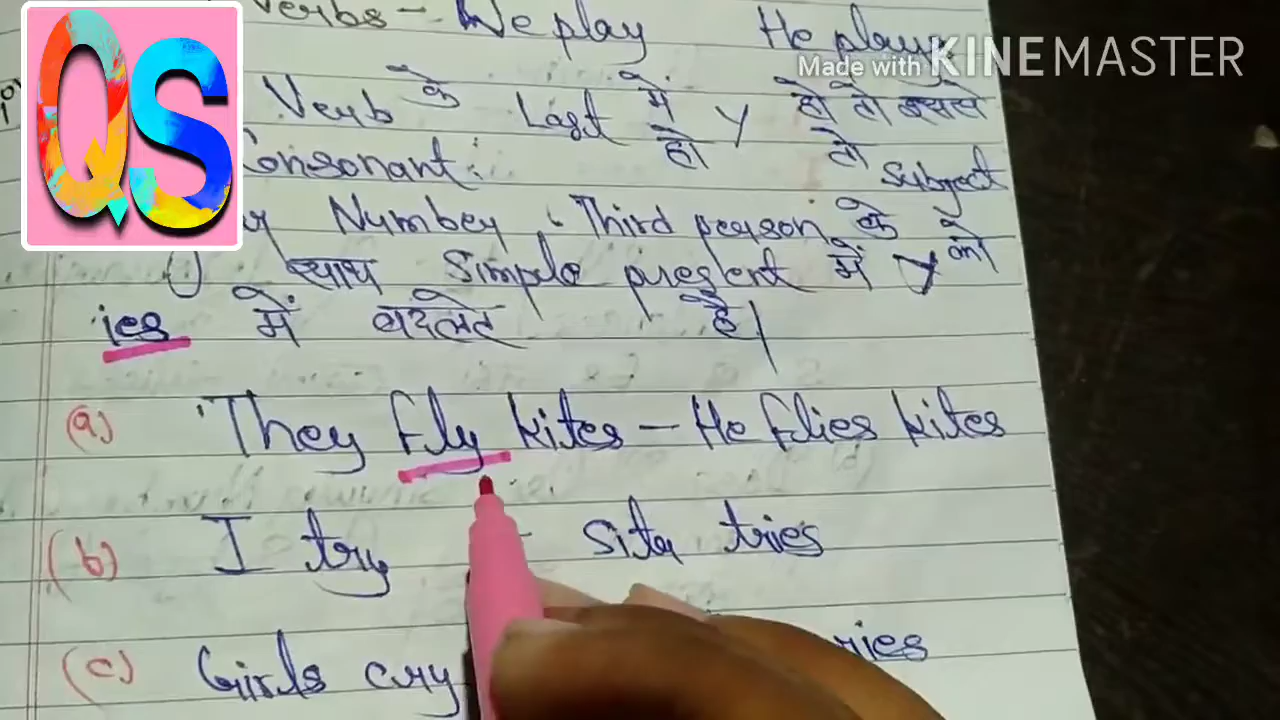 verbs - We play He plays
Verb के Last में y हो तो उससे
Consonant हो तो Subject
Number Third person के
साथ Simple present में y को
ies में बदलते है।
(a) They fly kites - He flies kites
(b) I try - Sita tries
(c) Girls cry
QS
Made with KINEMASTER